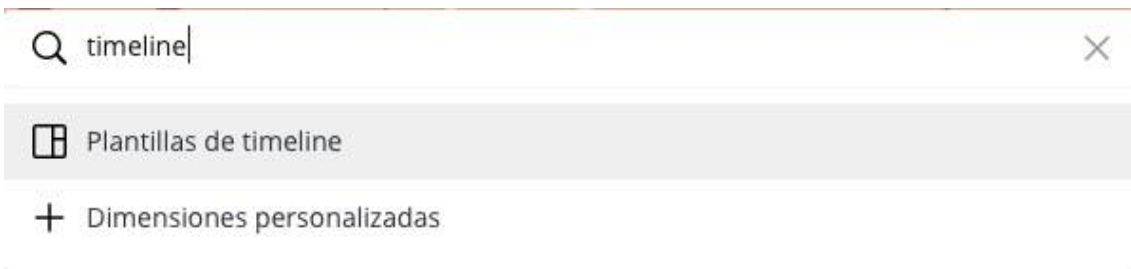 timeline
Plantillas de timeline
Dimensiones personalizadas